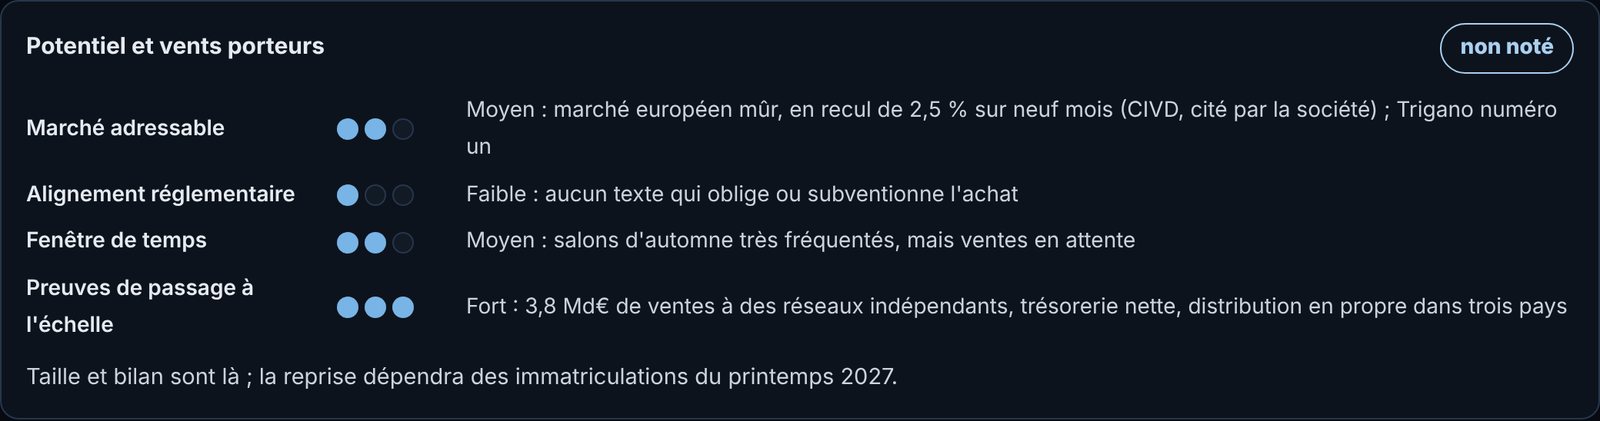 Potentiel et vents porteurs
non noté
Marché adressable
Moyen : marché européen mûr, en recul de 2,5 % sur neuf mois (CIVD, cité par la société) ; Trigano numéro
un
Alignement réglementaire
Faible : aucun texte qui oblige ou subventionne l'achat
Fenêtre de temps
Moyen : salons d'automne très fréquentés, mais ventes en attente
Preuves de passage à
l'échelle
Fort : 3,8 Md€ de ventes à des réseaux indépendants, trésorerie nette, distribution en propre dans trois pays
Taille et bilan sont là ; la reprise dépendra des immatriculations du printemps 2027.